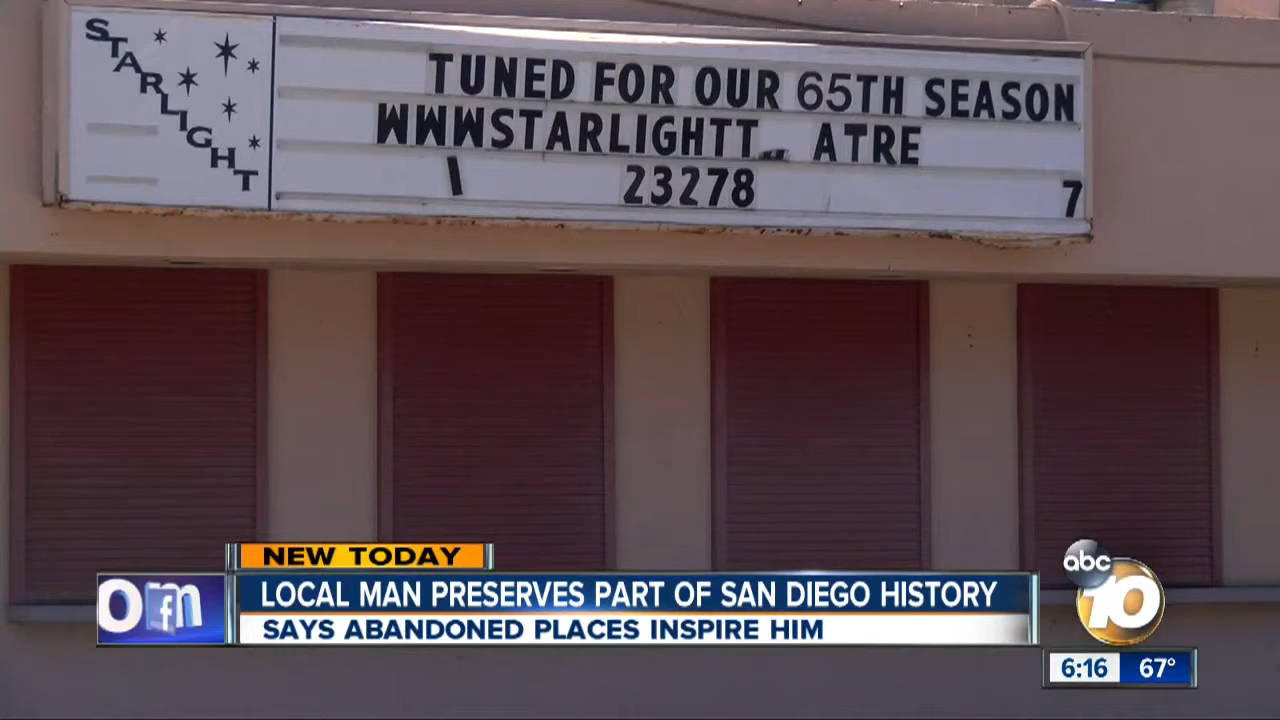 STARLIGHT
TUNED FOR OUR 65TH SEASON
WWWSTARLIGHTT ATRE
23278
7
NEW TODAY
LOCAL MAN PRESERVES PART OF SAN DIEGO HISTORY
SAYS ABANDONED PLACES INSPIRE HIM
abc
10
6:16 67°